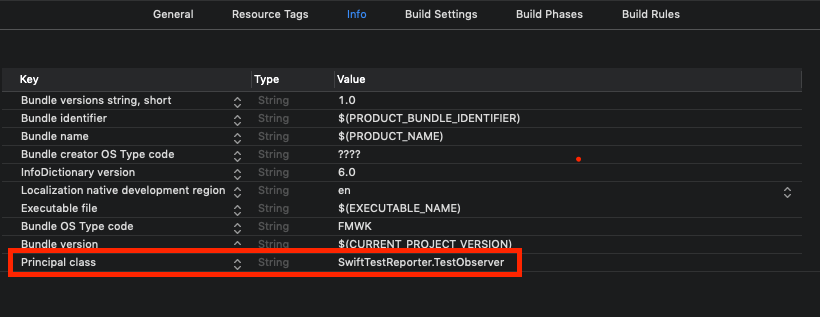 General Resource Tags Info Build Settings Build Phases Build Rules
Key Type Value
Bundle versions string, short String 1.0
Bundle identifier String $(PRODUCT_BUNDLE_IDENTIFIER)
Bundle name String $(PRODUCT_NAME)
Bundle creator OS Type code String ????
InfoDictionary version String 6.0
Localization native development region String en
Executable file String $(EXECUTABLE_NAME)
Bundle OS Type code String FMWK
Bundle version String $(CURRENT_PROJECT_VERSION)
Principal class String SwiftTestReporter.TestObserver